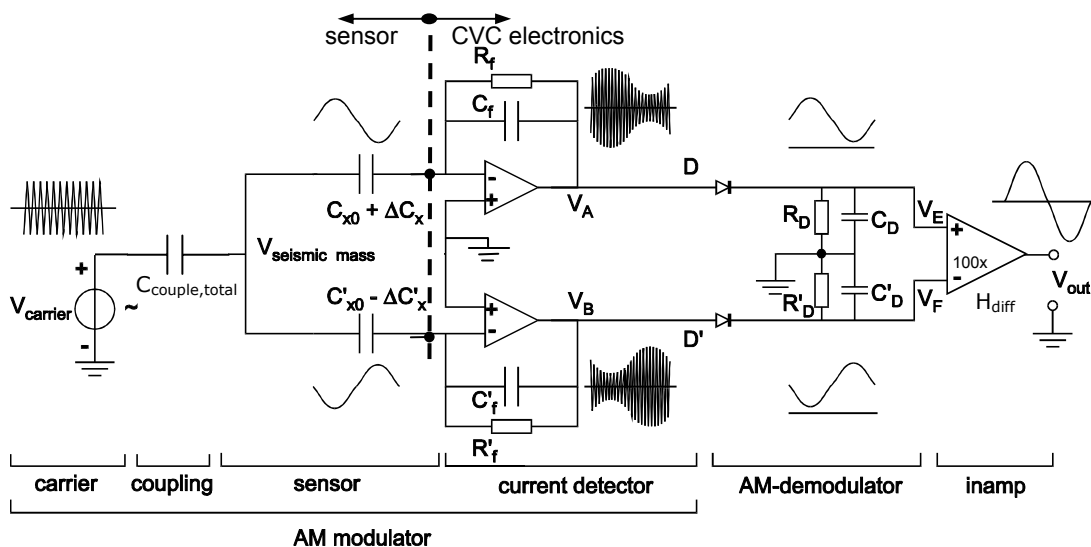 sensor CVC electronics
R_f
C_f
D
C_x0 + ΔC_x
V_A
V_E
R_D C_D
V_seismic mass
C_couple,total
+
V_carrier ~
-
-
+
+
-
100x
H_diff
V_out
C'_x0 - ΔC'_x
V_B
R'_D C'_D
V_F
D'
+
-
C'_f
R'_f
carrier coupling sensor current detector AM-demodulator inamp
AM modulator